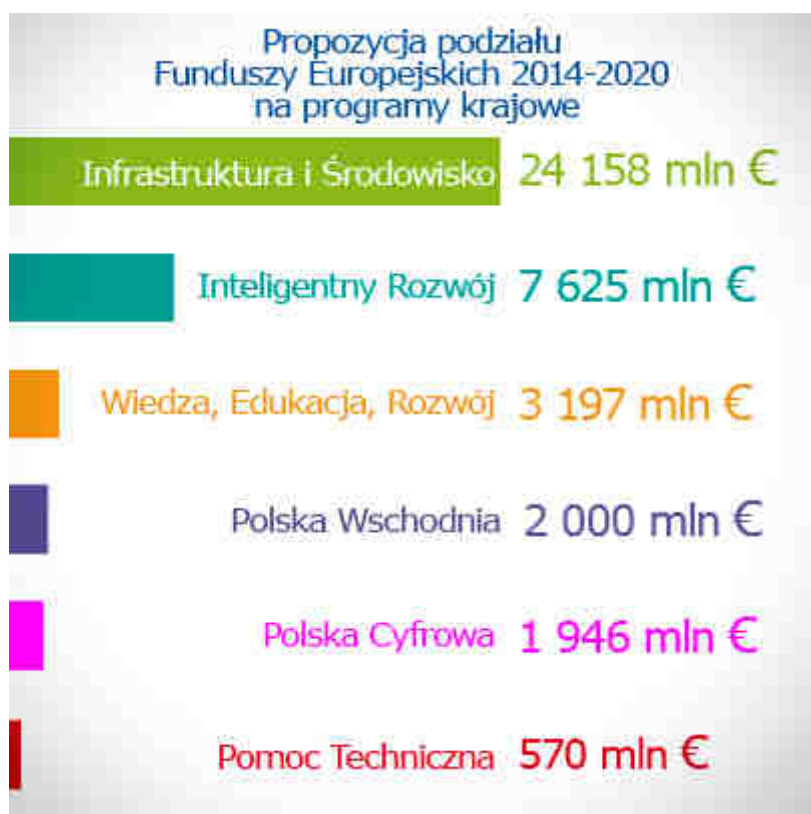 Propozycja podziału
Funduszy Europejskich 2014-2020
na programy krajowe
Infrastruktura i Środowisko 24 158 mln €
Inteligentny Rozwój 7 625 mln €
Wiedza, Edukacja, Rozwój 3 197 mln €
Polska Wschodnia 2 000 mln €
Polska Cyfrowa 1 946 mln €
Pomoc Techniczna 570 mln €